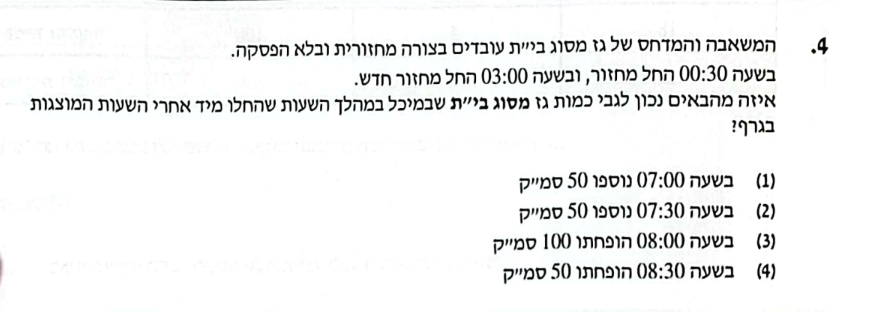 4. המשאבה והמדחס של גז מסוג בי״ת עובדים בצורה מחזורית ובלא הפסקה.
בשעה 00:30 החל מחזור, ובשעה 03:00 החל מחזור חדש.
איזה מהבאים נכון לגבי כמות גז מסוג בי״ת שבמיכל במהלך השעות שהחלו מיד אחרי השעות המוצגות
בגרף?
(1) בשעה 07:00 נוספו 50 סמ״ק
(2) בשעה 07:30 נוספו 50 סמ״ק
(3) בשעה 08:00 הופחתו 100 סמ״ק
(4) בשעה 08:30 הופחתו 50 סמ״ק